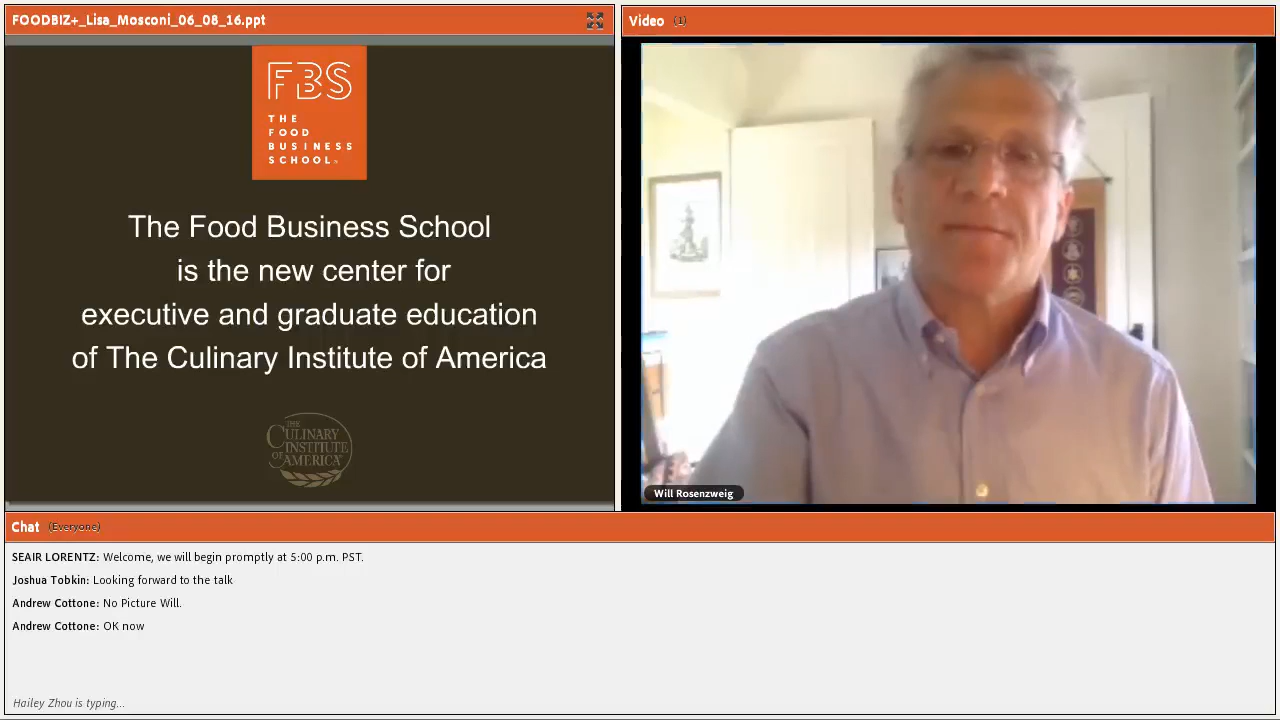 FOODBIZ+_Lisa_Mosconi_06_08_16.ppt
FBS
THE
FOOD
BUSINESS
SCHOOL
The Food Business School
is the new center for
executive and graduate education
of The Culinary Institute of America
THE
CULINARY
INSTITUTE
OF AMERICA
Video (1)
Will Rosenzweig
Chat (Everyone)
SEAIR LORENTZ: Welcome, we will begin promptly at 5:00 p.m. PST.
Joshua Tobkin: Looking forward to the talk
Andrew Cottone: No Picture Will.
Andrew Cottone: OK now
Hailey Zhou is typing...